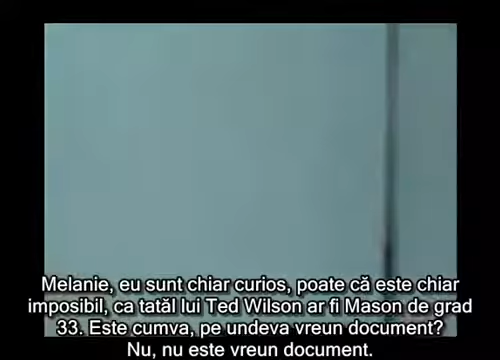 Melanie, eu sunt chiar curios, poate că este chiar
imposibil, ca tatăl lui Ted Wilson ar fi Mason de grad
33. Este cumva, pe undeva vreun document?
Nu, nu este vreun document.